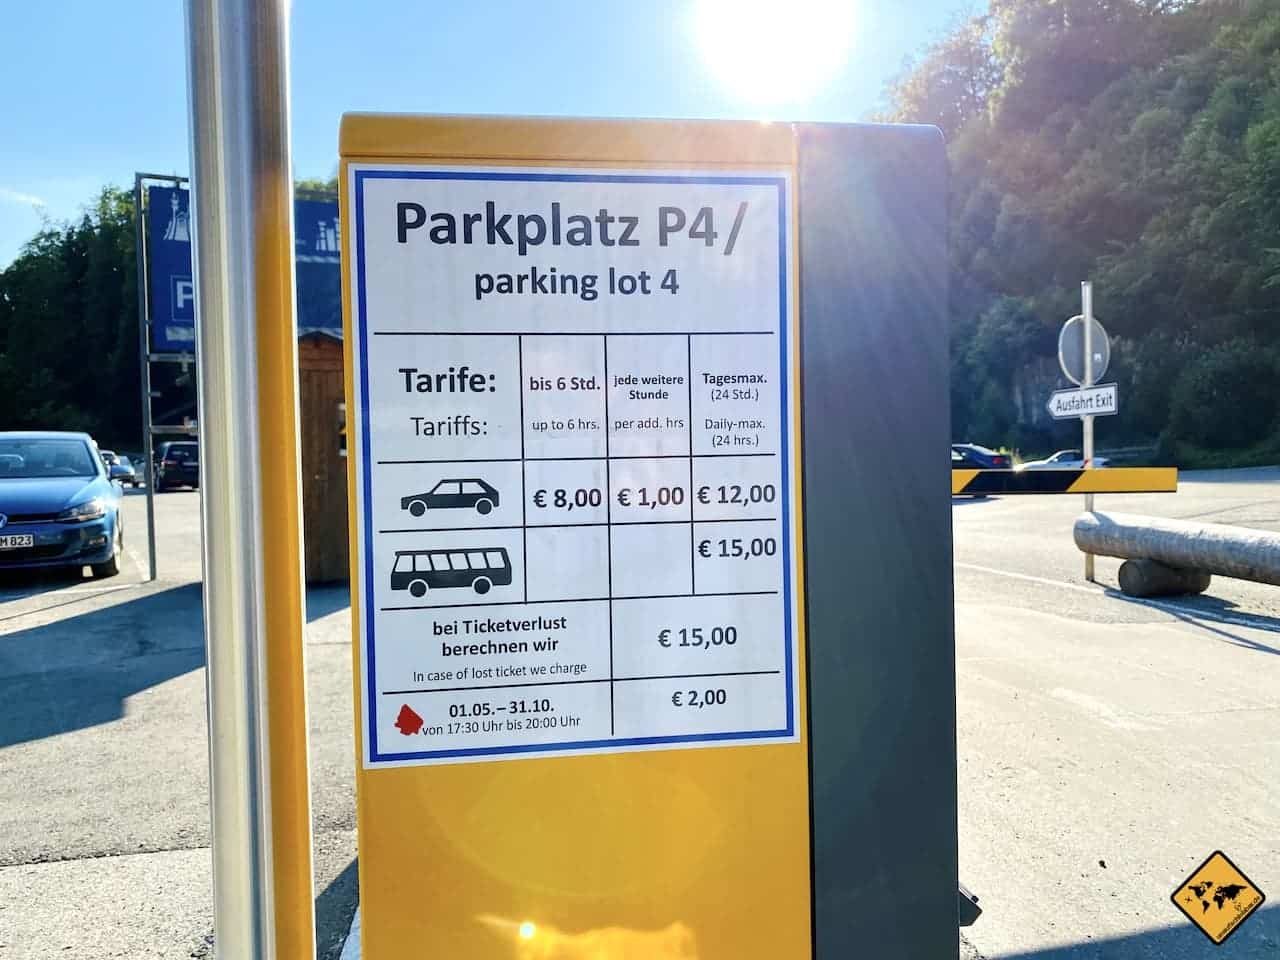 Parkplatz P4/
parking lot 4
Tarife:
Tariffs:
bis 6 Std.
up to 6 hrs.
jede weitere
Stunde
per add. hrs
Tagesmax.
(24 Std.)
Daily-max.
(24 hrs.)
€ 8,00
€ 1,00
€ 12,00
€ 15,00
bei Ticketverlust
berechnen wir
In case of lost ticket we charge
€ 15,00
01.05.– 31.10.
von 17:30 Uhr bis 20:00 Uhr
€ 2,00
P
M 823
Ausfahrt Exit